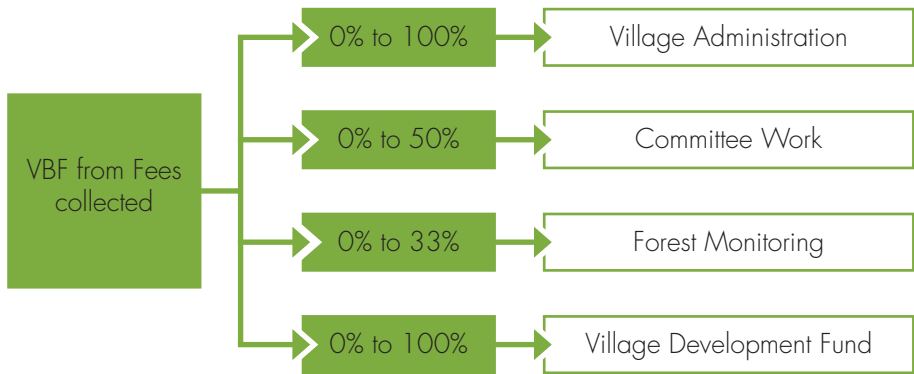 0% to 100%
Village Administration
VBF from Fees
collected
0% to 50%
Committee Work
0% to 33%
Forest Monitoring
0% to 100%
Village Development Fund